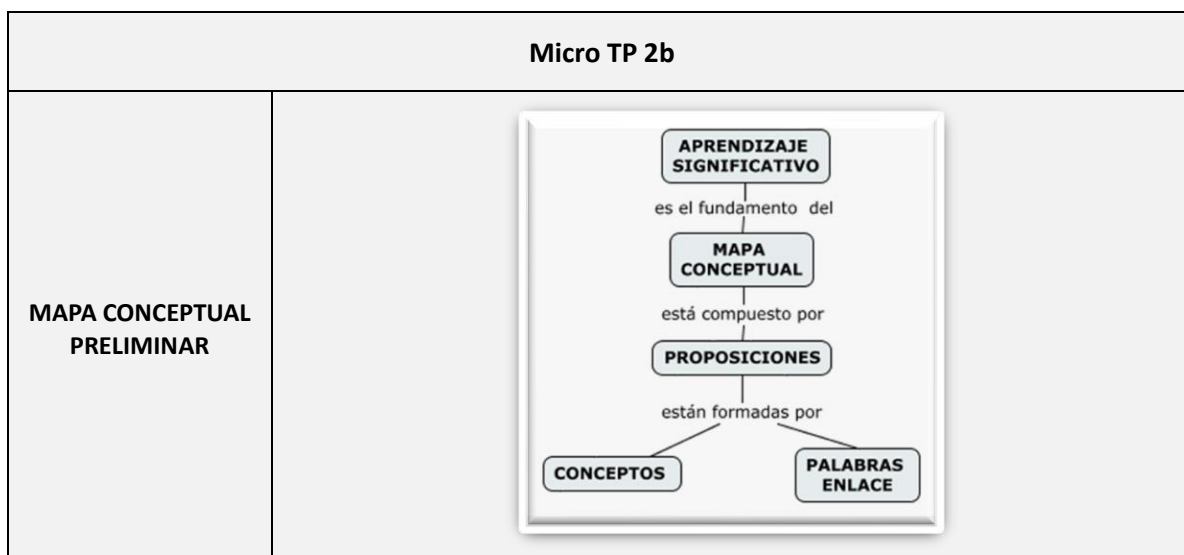 Micro TP 2b
MAPA CONCEPTUAL
PRELIMINAR
APRENDIZAJE
SIGNIFICATIVO
es el fundamento del
MAPA
CONCEPTUAL
está compuesto por
PROPOSICIONES
están formadas por
CONCEPTOS
PALABRAS
ENLACE